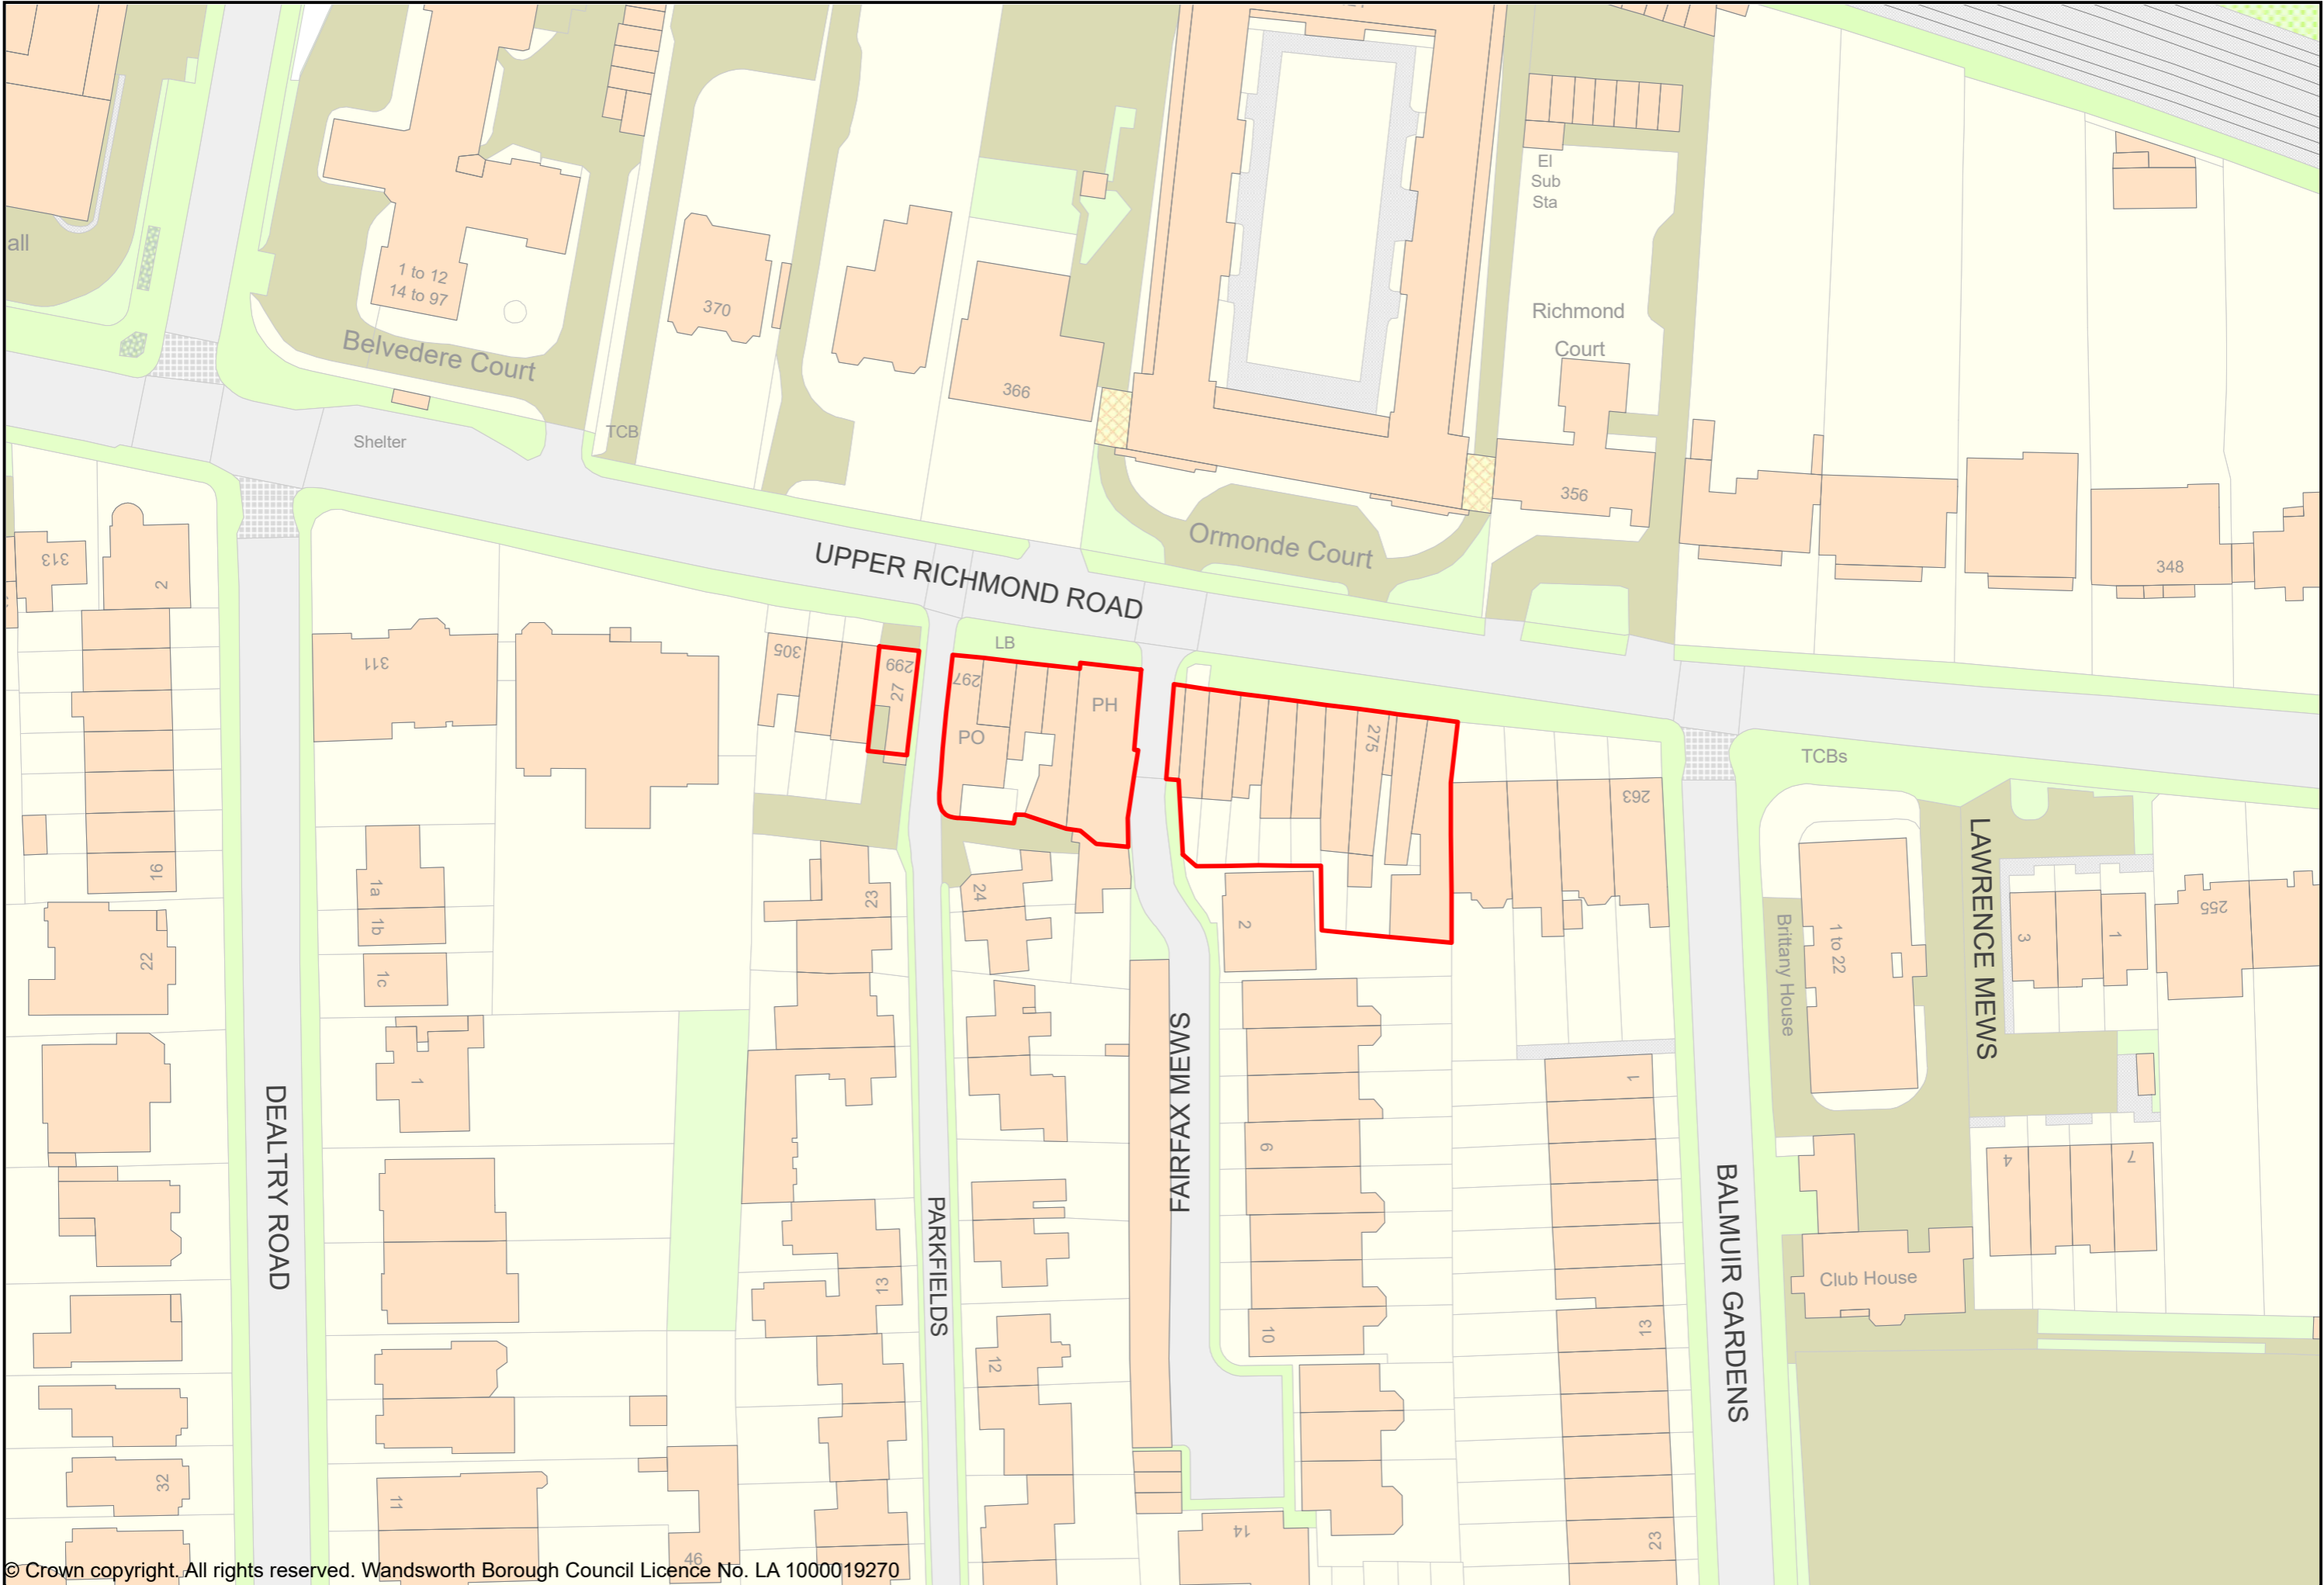 all
1 to 12
14 to 97
Belvedere Court
370
366
El
Sub
Sta
Richmond
Court
356
Ormonde Court
348
Shelter
TCB
UPPER RICHMOND ROAD
LB
313
2
311
305
299
27
297
PO
PH
275
263
TCBs
16
22
1a
1b
1c
1
23
24
2
Brittany House
1 to 22
LAWRENCE MEWS
3
1
255
DEALTRY ROAD
PARKFIELDS
FAIRFAX MEWS
BALMUIR GARDENS
6
1
4
7
Club House
13
12
10
13
32
11
46
14
23
© Crown copyright. All rights reserved. Wandsworth Borough Council Licence No. LA 1000019270